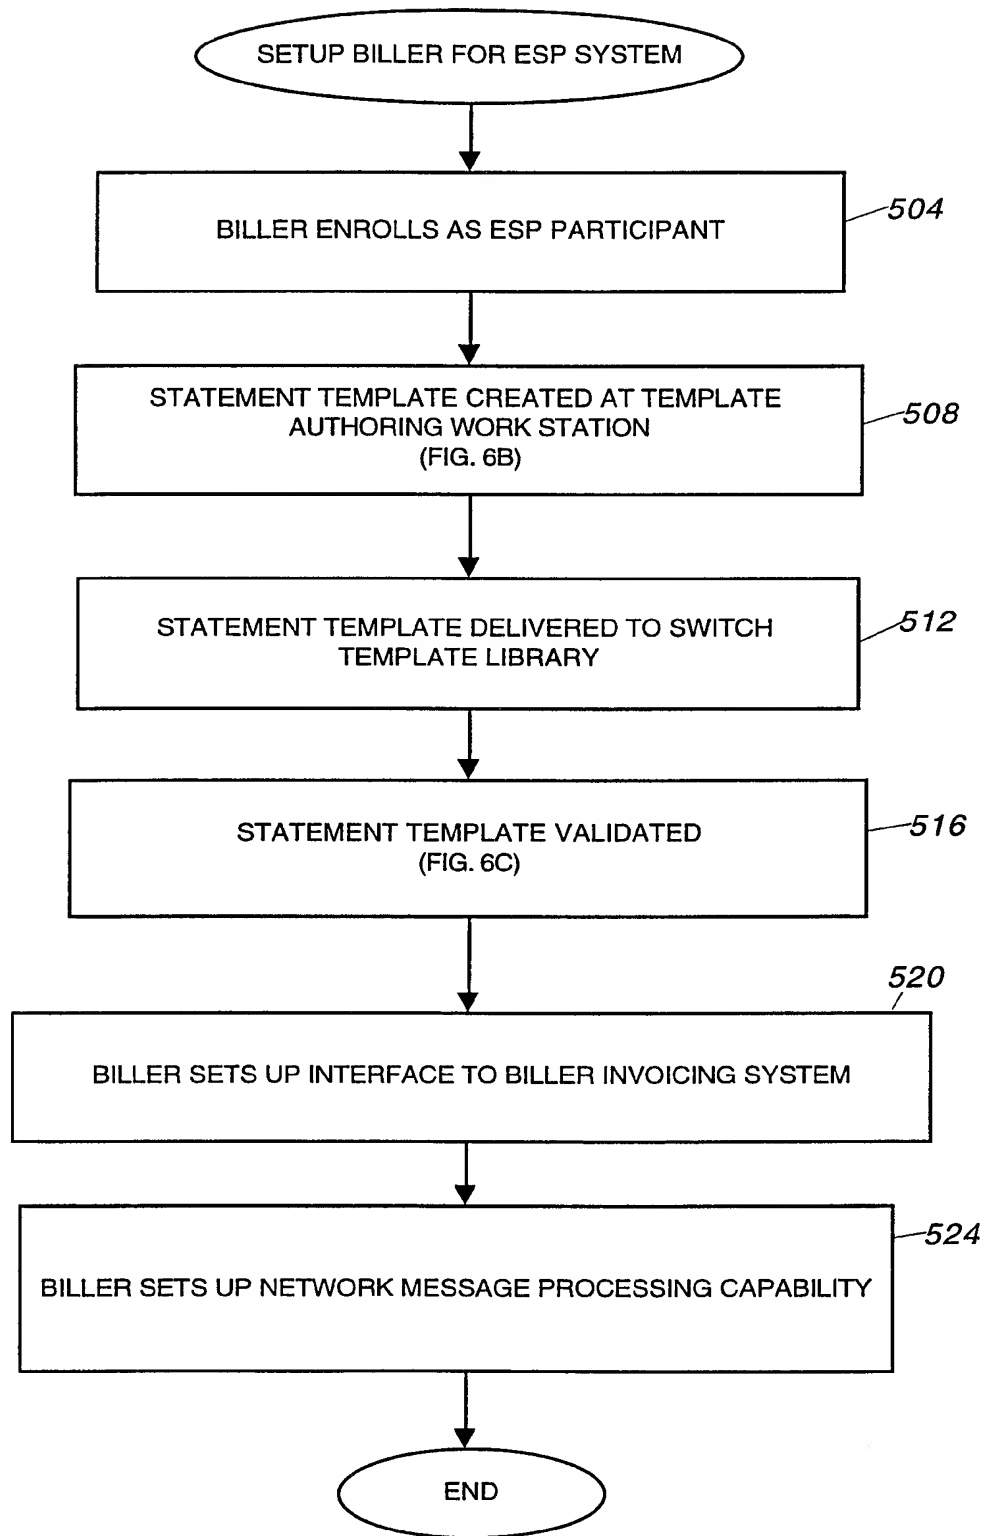 SETUP BILLER FOR ESP SYSTEM
BILLER ENROLLS AS ESP PARTICIPANT
504
STATEMENT TEMPLATE CREATED AT TEMPLATE
AUTHORING WORK STATION
(FIG. 6B)
508
STATEMENT TEMPLATE DELIVERED TO SWITCH
TEMPLATE LIBRARY
512
STATEMENT TEMPLATE VALIDATED
(FIG. 6C)
516
520
BILLER SETS UP INTERFACE TO BILLER INVOICING SYSTEM
524
BILLER SETS UP NETWORK MESSAGE PROCESSING CAPABILITY
END